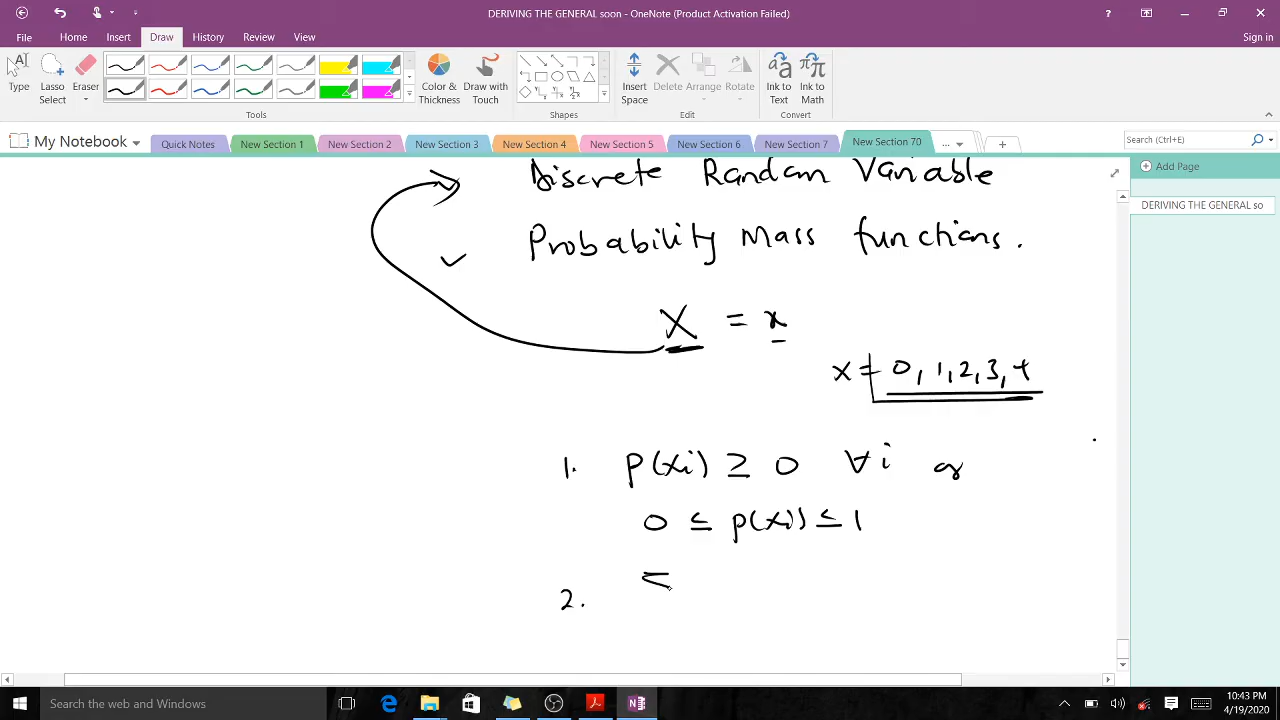 DERIVING THE GENERAL soon - OneNote (Product Activation Failed)
File Home Insert Draw History Review View Sign in
Type Lasso Select Eraser Color & Thickness Draw with Touch Insert Space Delete Arrange Rotate Ink to Text Ink to Math
Tools Shapes Edit Convert
My Notebook Quick Notes New Section 1 New Section 2 New Section 3 New Section 4 New Section 5 New Section 6 New Section 7 New Section 70 ... Search (Ctrl+E)
Add Page
DERIVING THE GENERAL so
Discrete Randan Variable
Probability Mass functions.
X = x
x = 0, 1, 2, 3, 4
1. P(xi) ≥ 0 ∀i or
0 ≤ p(xi) ≤ 1
2.
Search the web and Windows
10:43 PM
4/19/2020